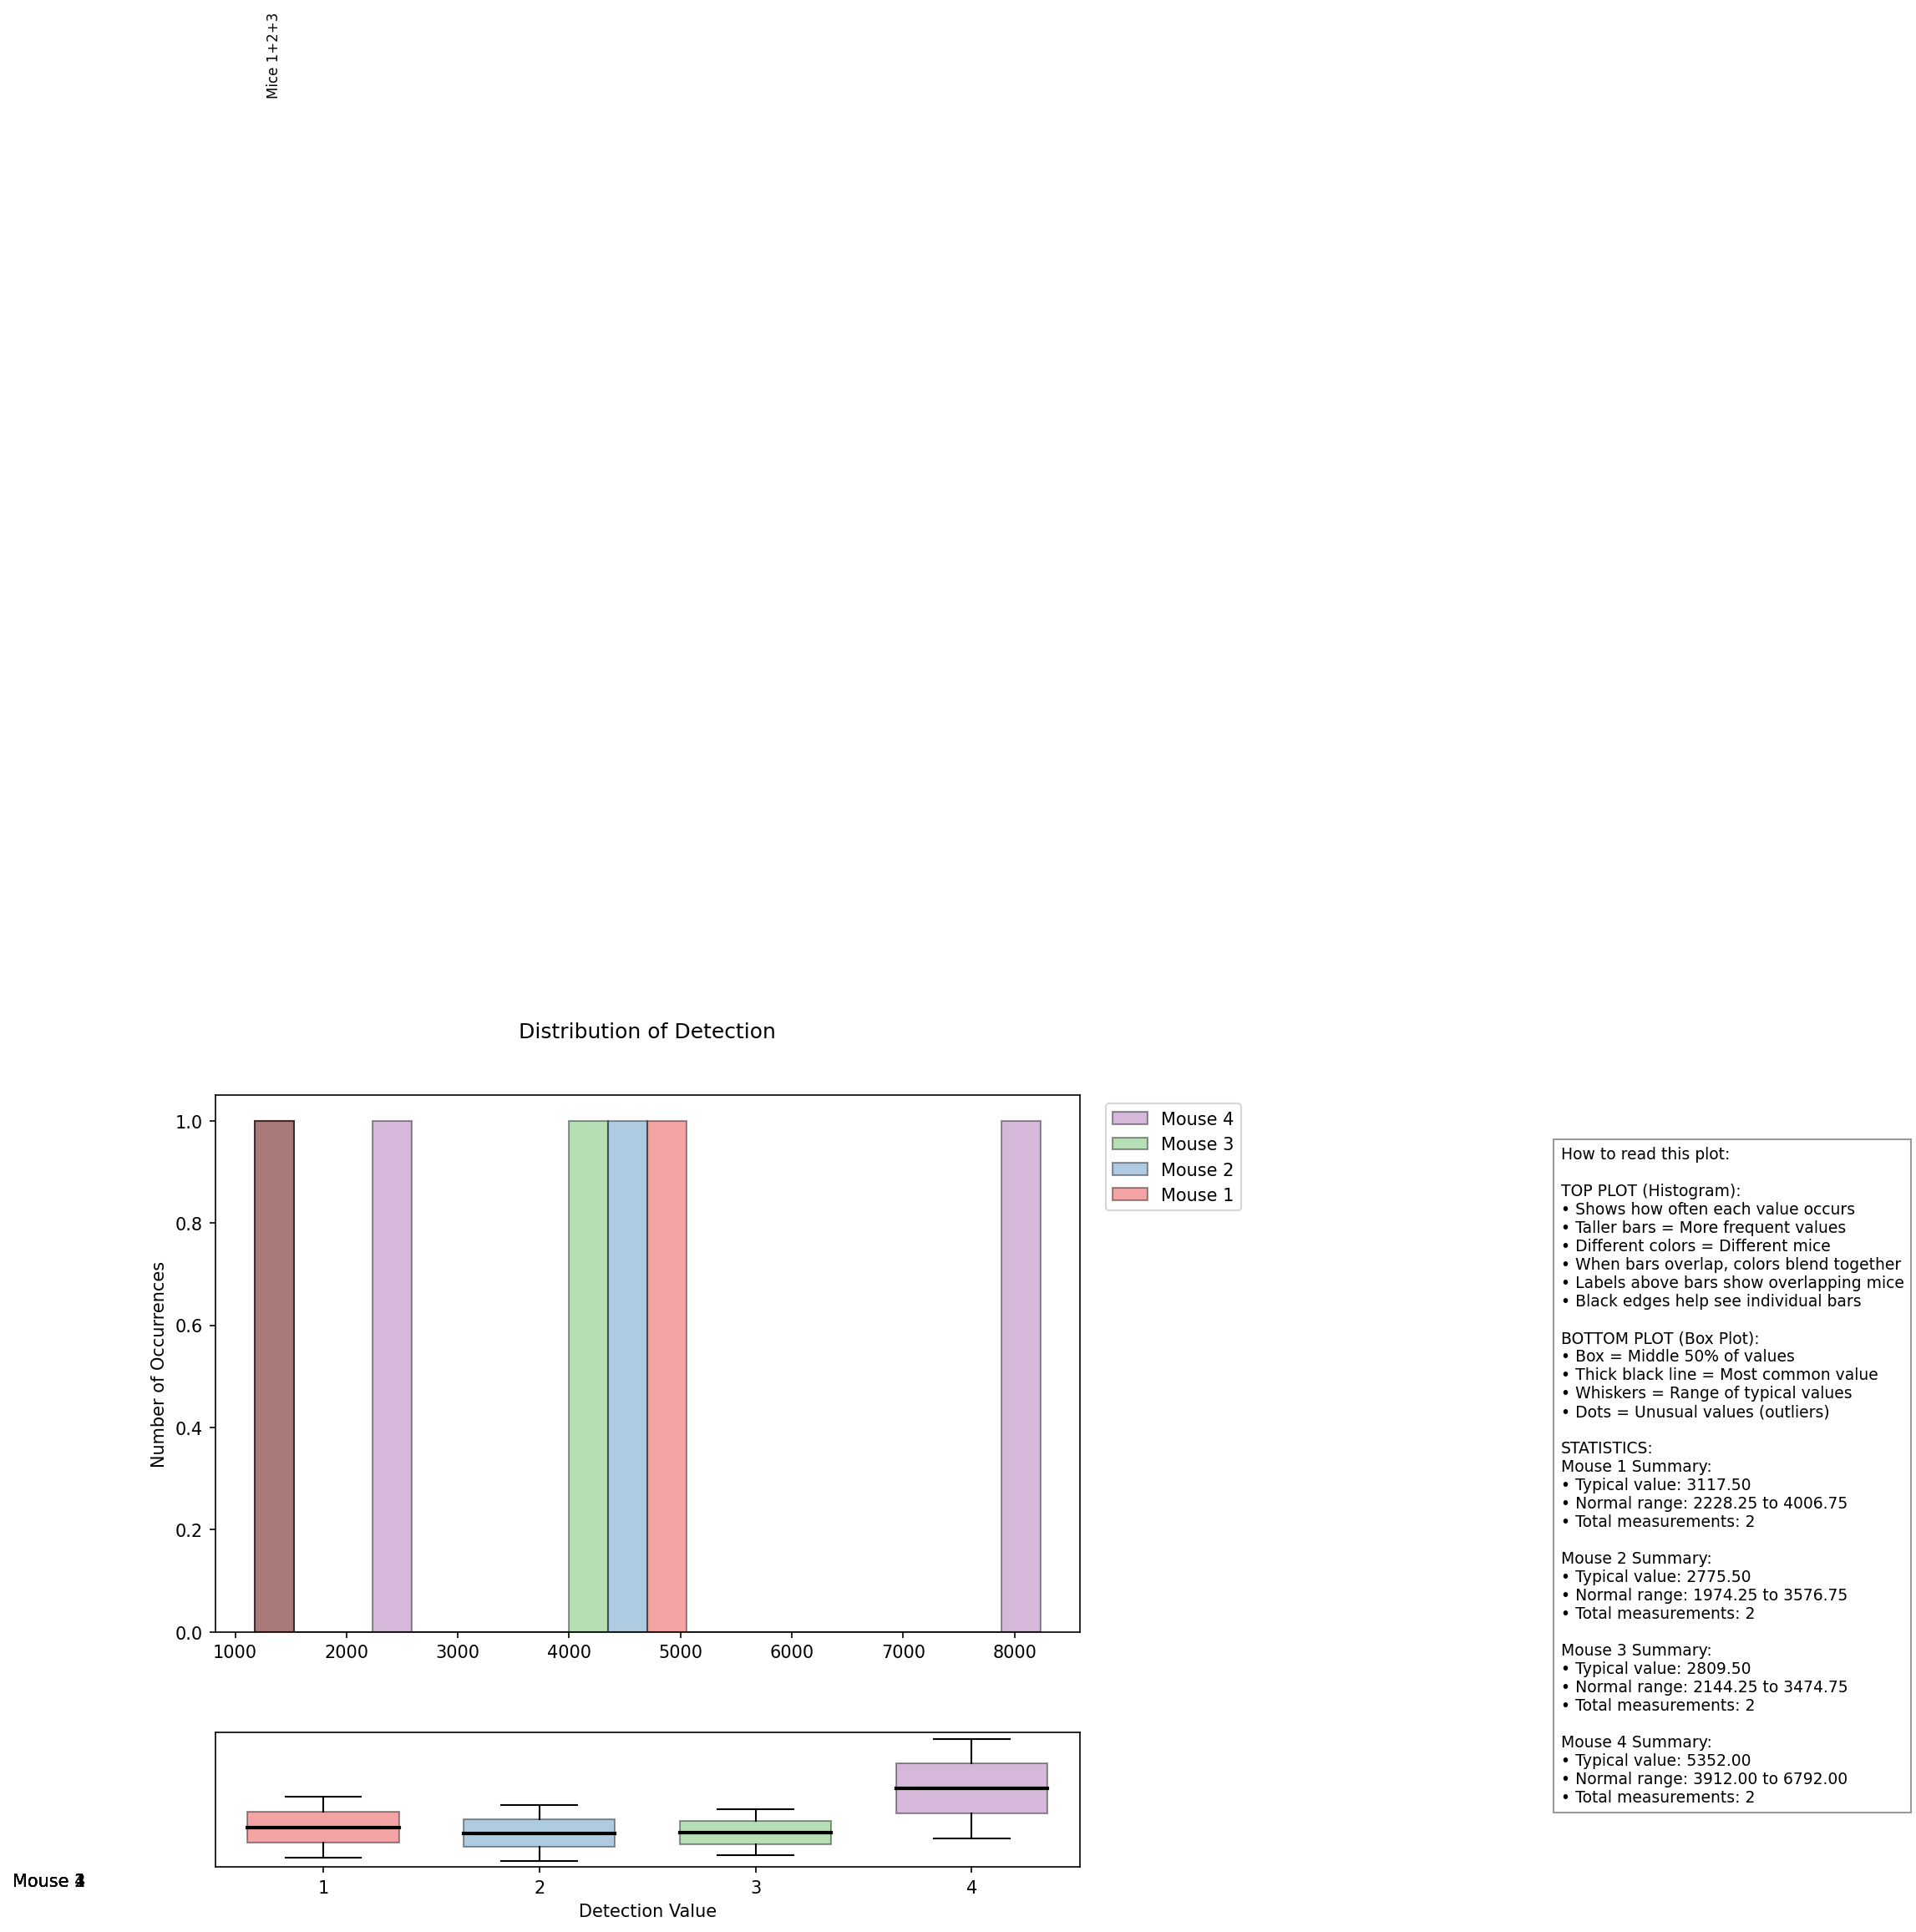 Mice 1+2+3
Distribution of Detection
Number of Occurrences
1.0
0.8
0.6
0.4
0.2
0.0
1000 2000 3000 4000 5000 6000 7000 8000
Mouse 4
Mouse 3
Mouse 2
Mouse 1
How to read this plot:
TOP PLOT (Histogram):
• Shows how often each value occurs
• Taller bars = More frequent values
• Different colors = Different mice
• When bars overlap, colors blend together
• Labels above bars show overlapping mice
• Black edges help see individual bars
BOTTOM PLOT (Box Plot):
• Box = Middle 50% of values
• Thick black line = Most common value
• Whiskers = Range of typical values
• Dots = Unusual values (outliers)
STATISTICS:
Mouse 1 Summary:
• Typical value: 3117.50
• Normal range: 2228.25 to 4006.75
• Total measurements: 2
Mouse 2 Summary:
• Typical value: 2775.50
• Normal range: 1974.25 to 3576.75
• Total measurements: 2
Mouse 3 Summary:
• Typical value: 2809.50
• Normal range: 2144.25 to 3474.75
• Total measurements: 2
Mouse 4 Summary:
• Typical value: 5352.00
• Normal range: 3912.00 to 6792.00
• Total measurements: 2
Mouse
1 2 3 4
Detection Value